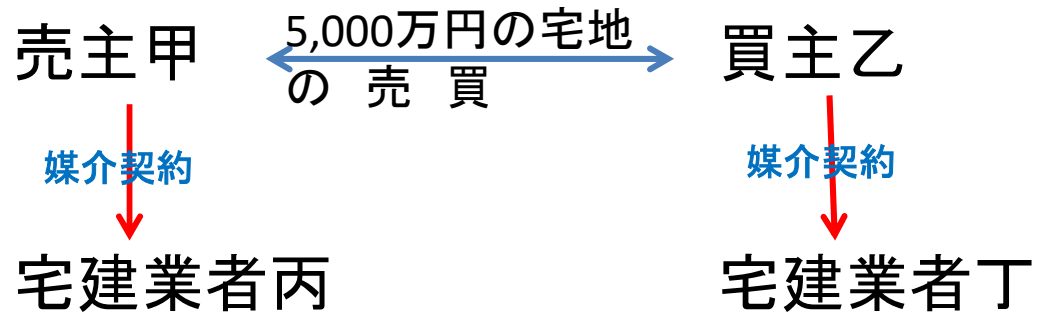 売主甲
5,000万円の宅地
の 売 買
買主乙
媒介契約
媒介契約
宅建業者丙
宅建業者丁